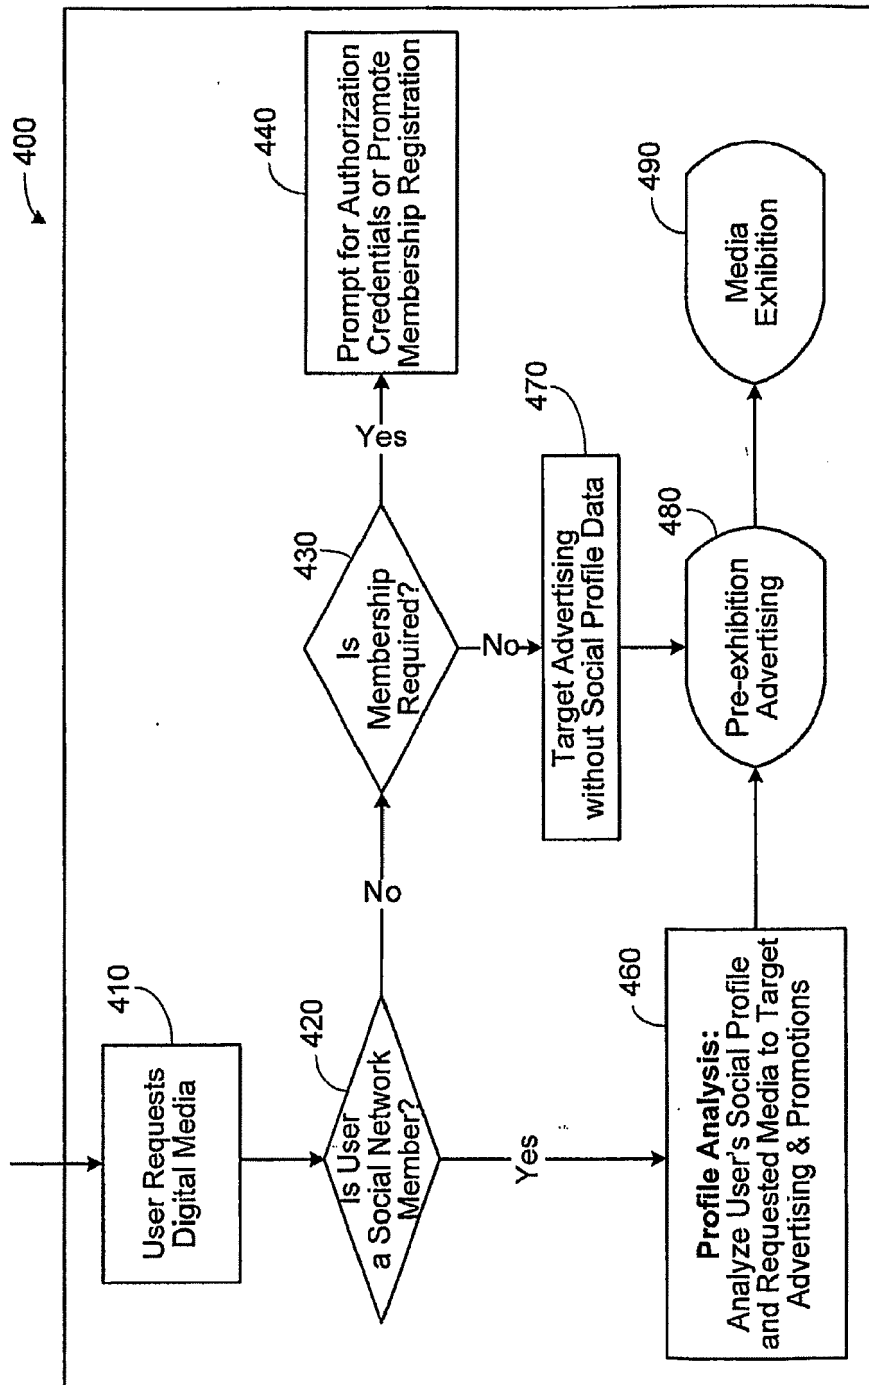 400
410
User Requests
Digital Media
420
Is User
a Social Network
Member?
No
Yes
430
Is
Membership
Required?
Yes
No
440
Prompt for Authorization
Credentials or Promote
Membership Registration
470
Target Advertising
without Social Profile Data
460
Profile Analysis:
Analyze User's Social Profile
and Requested Media to Target
Advertising & Promotions
480
Pre-exhibition
Advertising
490
Media
Exhibition